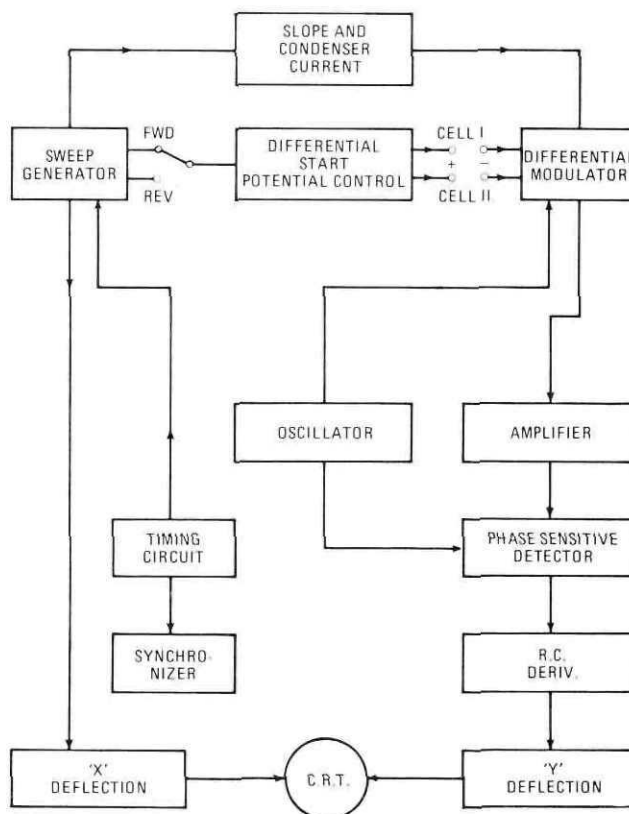 SLOPE AND
CONDENSER
CURRENT
SWEEP
GENERATOR
FWD
REV
DIFFERENTIAL
START
POTENTIAL CONTROL
CELL I
+ −
CELL II
DIFFERENTIAL
MODULATOR
OSCILLATOR
AMPLIFIER
TIMING
CIRCUIT
PHASE SENSITIVE
DETECTOR
SYNCHRO-
NIZER
R.C.
DERIV.
'X'
DEFLECTION
C.R.T.
'Y'
DEFLECTION